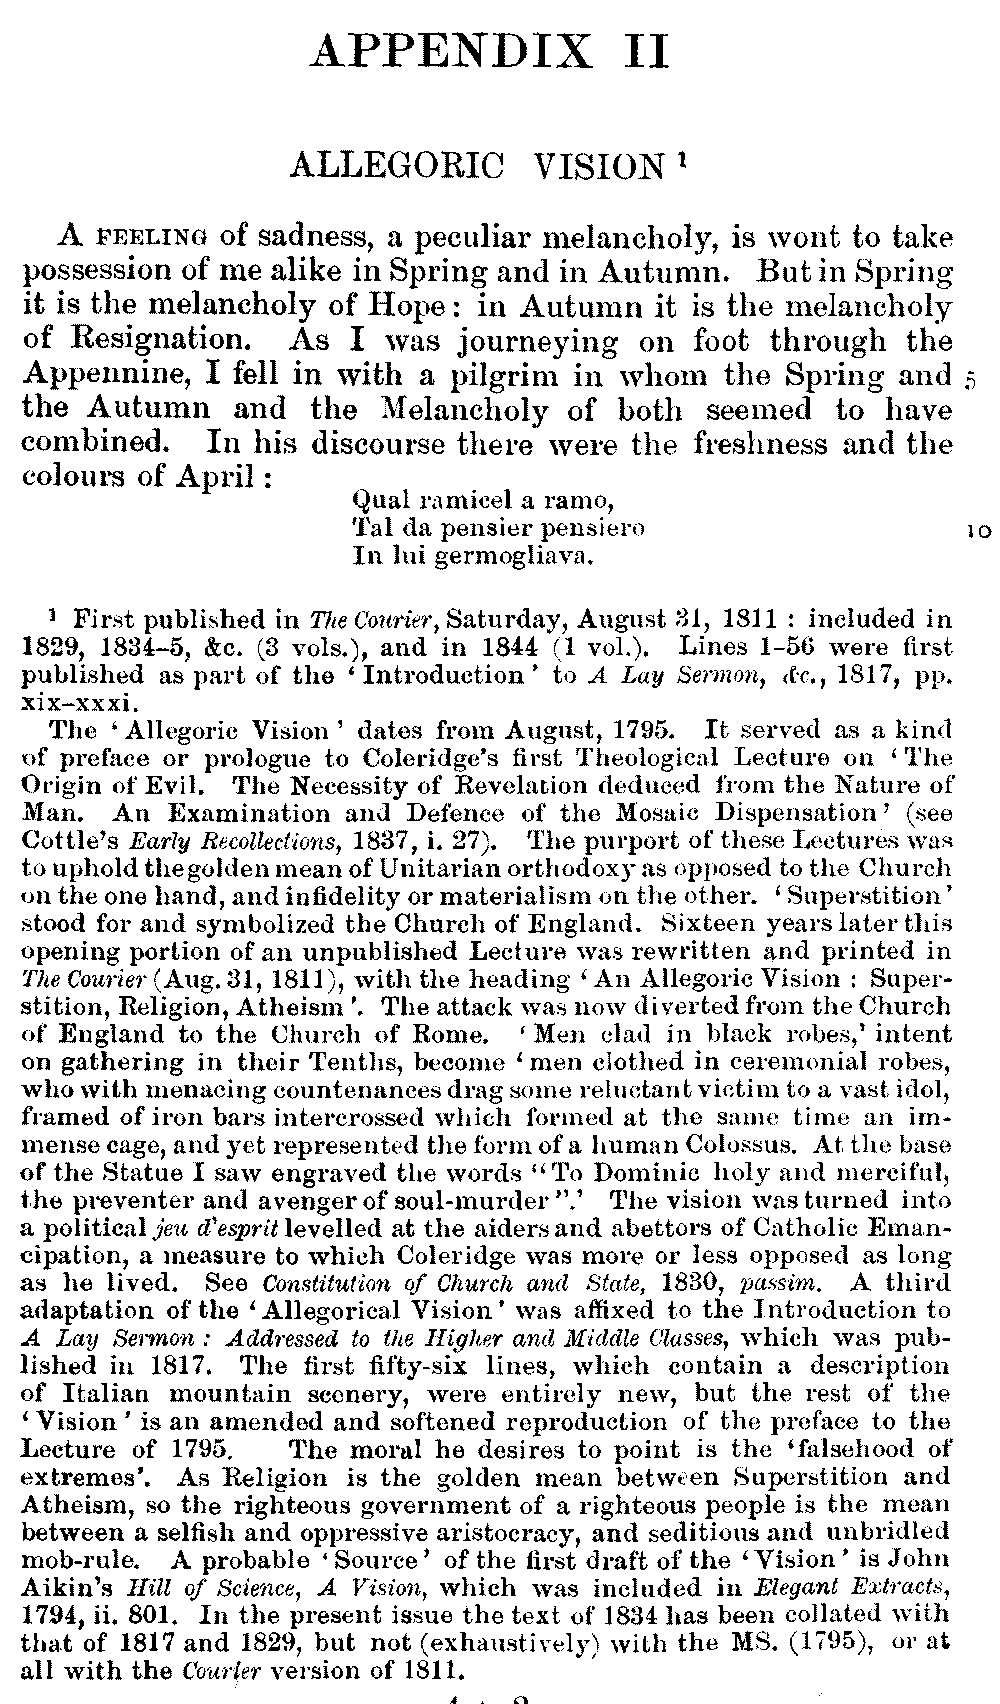 APPENDIX II
ALLEGORIC VISION ¹
A FEELING of sadness, a peculiar melancholy, is wont to take
possession of me alike in Spring and in Autumn. But in Spring
it is the melancholy of Hope: in Autumn it is the melancholy
of Resignation. As I was journeying on foot through the
Appennine, I fell in with a pilgrim in whom the Spring and 5
the Autumn and the Melancholy of both seemed to have
combined. In his discourse there were the freshness and the
colours of April:
Qual ramicel a ramo,
Tal da pensier pensiero 10
In lui germogliava.
¹ First published in The Courier, Saturday, August 31, 1811 : included in
1829, 1834–5, &c. (3 vols.), and in 1844 (1 vol.). Lines 1–56 were first
published as part of the ‘Introduction’ to A Lay Sermon, &c., 1817, pp.
xix–xxxi.
The ‘Allegoric Vision’ dates from August, 1795. It served as a kind
of preface or prologue to Coleridge's first Theological Lecture on ‘The
Origin of Evil. The Necessity of Revelation deduced from the Nature of
Man. An Examination and Defence of the Mosaic Dispensation’ (see
Cottle's Early Recollections, 1837, i. 27). The purport of these Lectures was
to uphold the golden mean of Unitarian orthodoxy as opposed to the Church
on the one hand, and infidelity or materialism on the other. ‘Superstition’
stood for and symbolized the Church of England. Sixteen years later this
opening portion of an unpublished Lecture was rewritten and printed in
The Courier (Aug. 31, 1811), with the heading ‘An Allegoric Vision : Super-
stition, Religion, Atheism’. The attack was now diverted from the Church
of England to the Church of Rome. ‘Men clad in black robes,’ intent
on gathering in their Tenths, become ‘men clothed in ceremonial robes,
who with menacing countenances drag some reluctant victim to a vast idol,
framed of iron bars intercrossed which formed at the same time an im-
mense cage, and yet represented the form of a human Colossus. At the base
of the Statue I saw engraved the words “To Dominic holy and merciful,
the preventer and avenger of soul-murder”.’ The vision was turned into
a political jeu d'esprit levelled at the aiders and abettors of Catholic Eman-
cipation, a measure to which Coleridge was more or less opposed as long
as he lived. See Constitution of Church and State, 1830, passim. A third
adaptation of the ‘Allegorical Vision’ was affixed to the Introduction to
A Lay Sermon : Addressed to the Higher and Middle Classes, which was pub-
lished in 1817. The first fifty-six lines, which contain a description
of Italian mountain scenery, were entirely new, but the rest of the
‘Vision’ is an amended and softened reproduction of the preface to the
Lecture of 1795. The moral he desires to point is the ‘falsehood of
extremes’. As Religion is the golden mean between Superstition and
Atheism, so the righteous government of a righteous people is the mean
between a selfish and oppressive aristocracy, and seditious and unbridled
mob-rule. A probable ‘Source’ of the first draft of the ‘Vision’ is John
Aikin's Hill of Science, A Vision, which was included in Elegant Extracts,
1794, ii. 801. In the present issue the text of 1834 has been collated with
that of 1817 and 1829, but not (exhaustively) with the MS. (1795), or at
all with the Courier version of 1811.